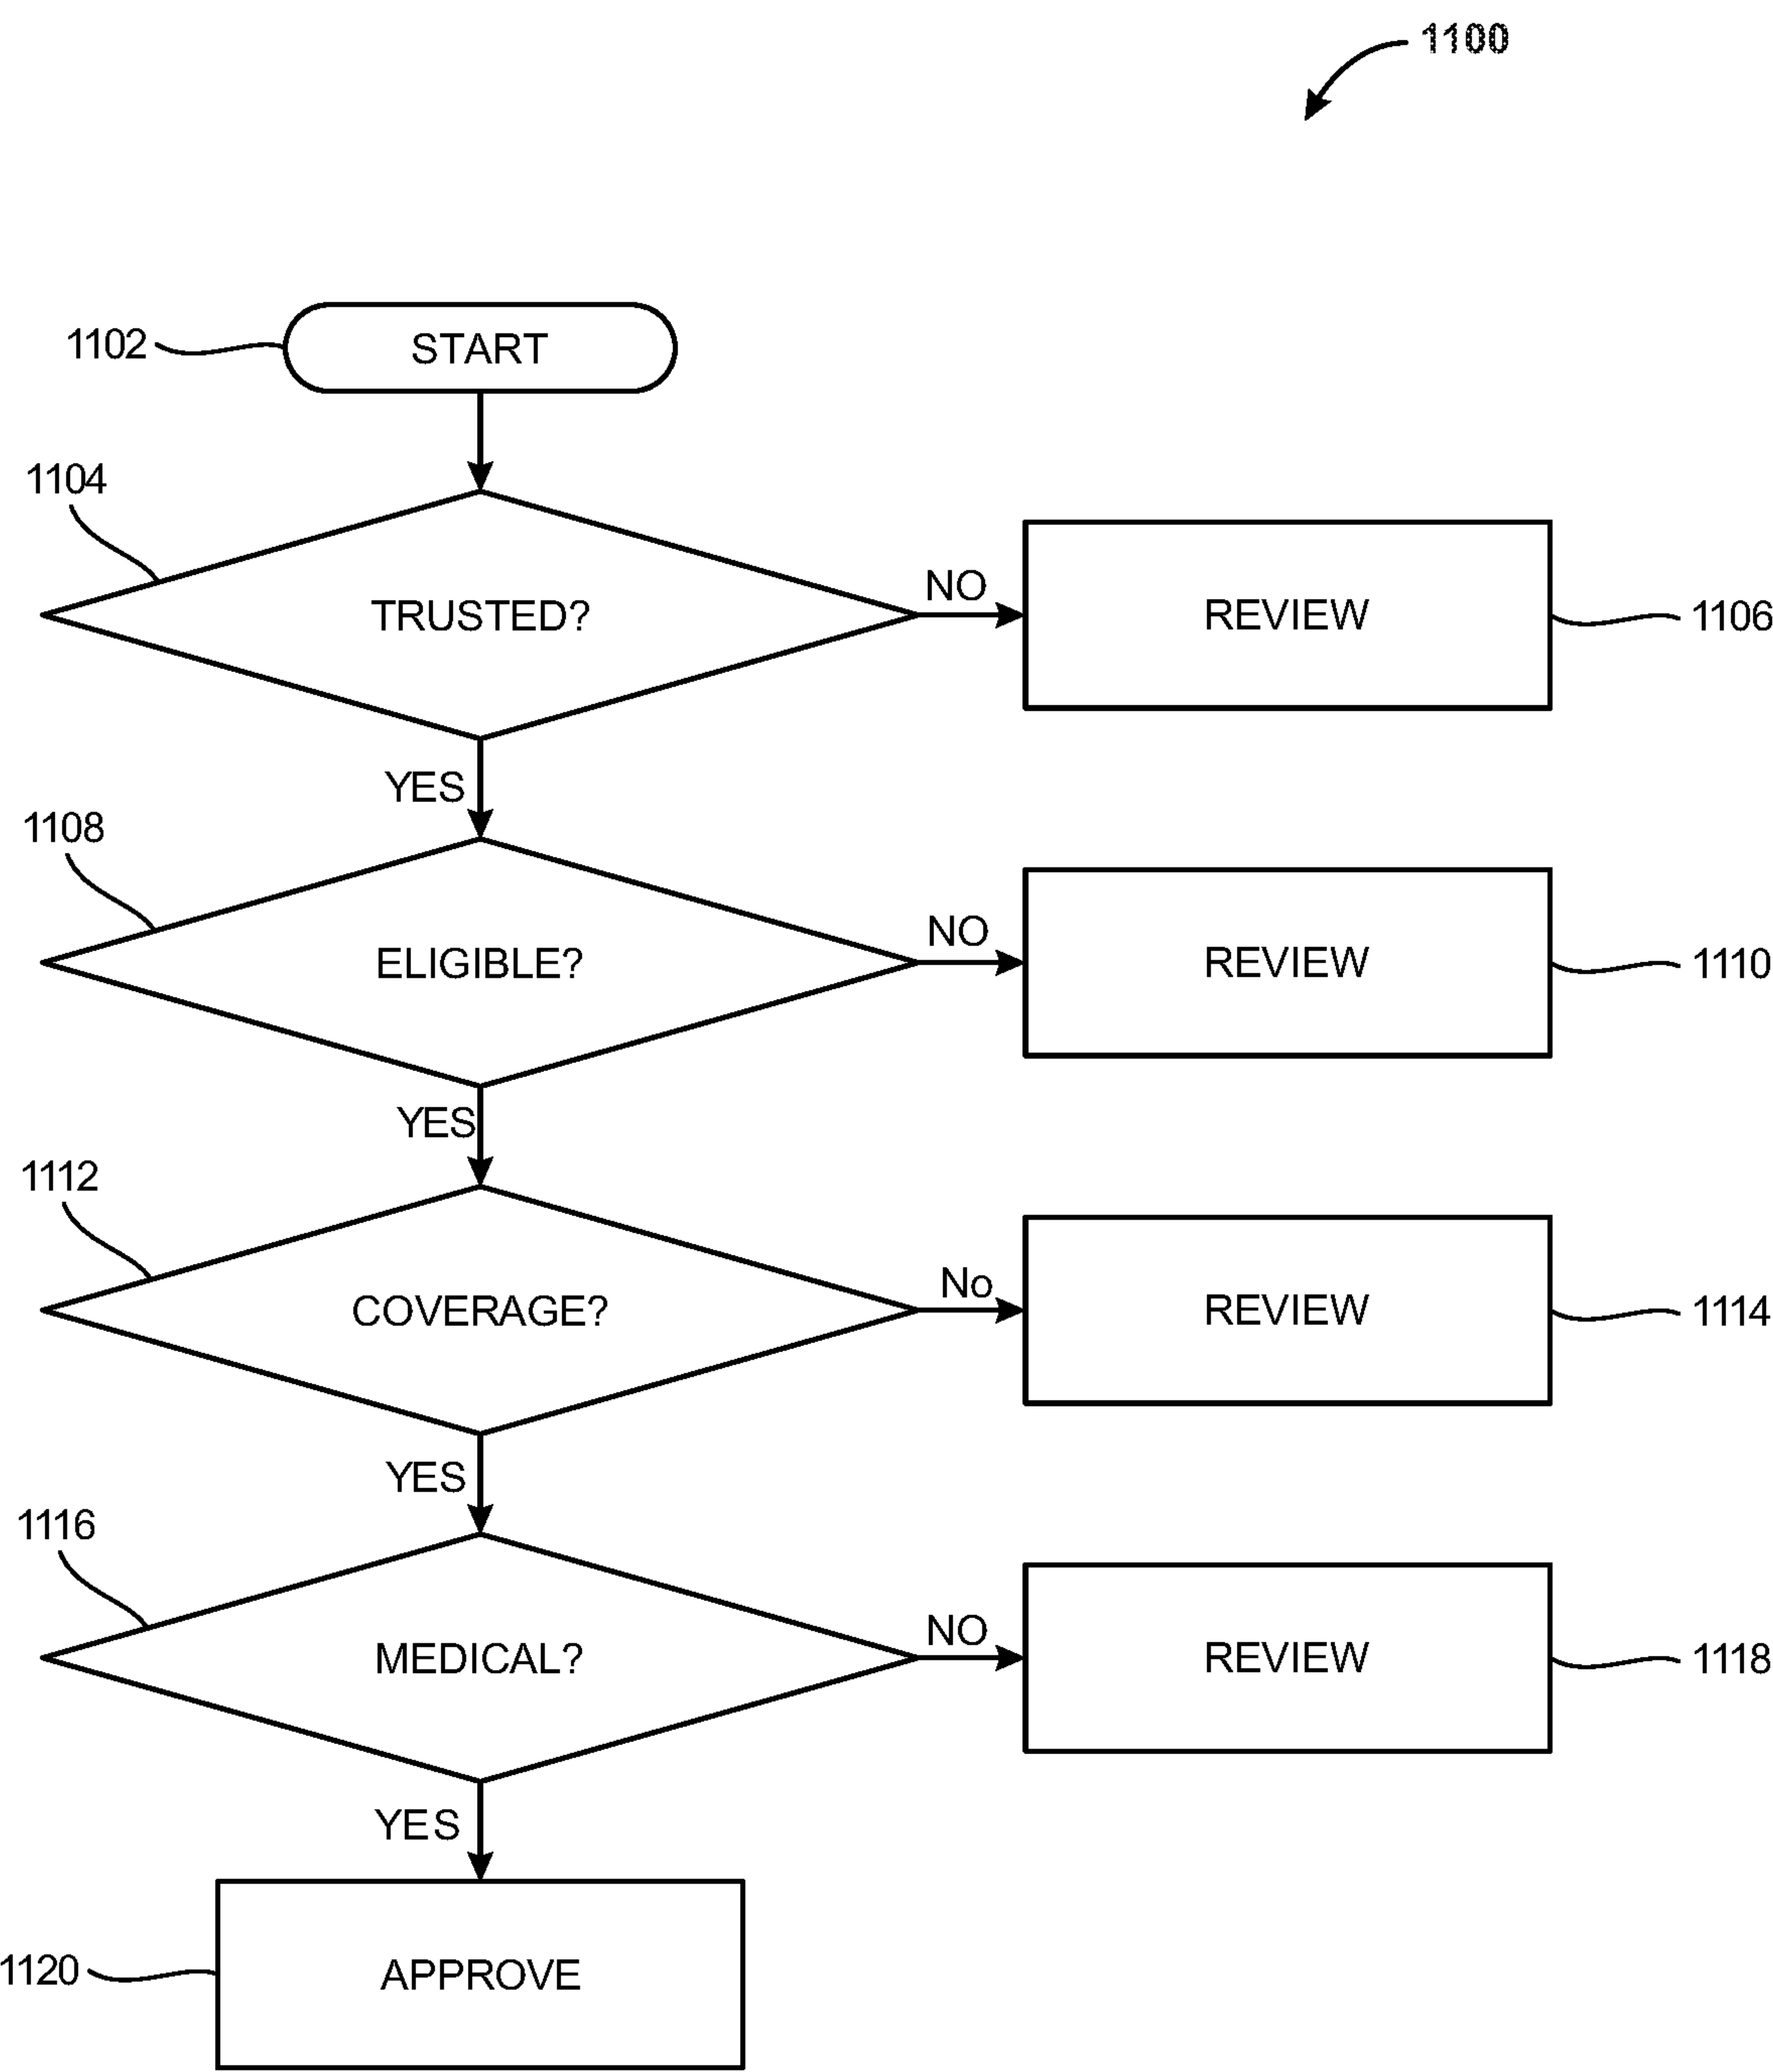 1100
1102
START
1104
TRUSTED?
NO
REVIEW
1106
YES
1108
ELIGIBLE?
NO
REVIEW
1110
YES
1112
COVERAGE?
No
REVIEW
1114
YES
1116
MEDICAL?
NO
REVIEW
1118
YES
1120
APPROVE